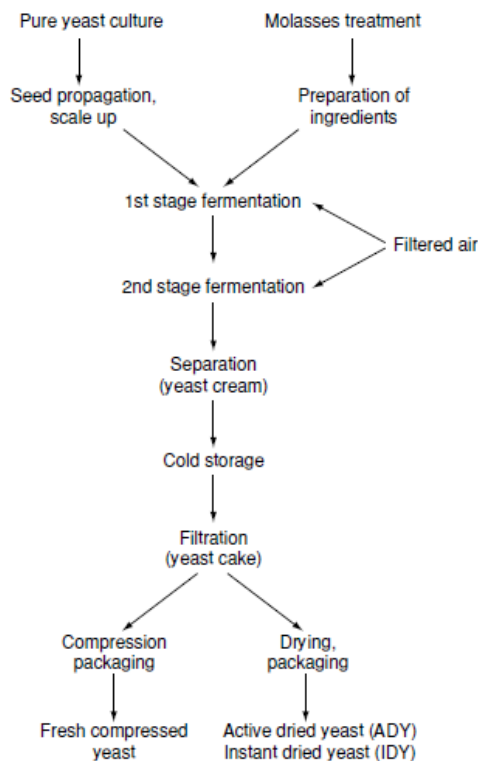 Pure yeast culture
Molasses treatment
Seed propagation,
scale up
Preparation of
ingredients
1st stage fermentation
Filtered air
2nd stage fermentation
Separation
(yeast cream)
Cold storage
Filtration
(yeast cake)
Compression
packaging
Drying,
packaging
Fresh compressed
yeast
Active dried yeast (ADY)
Instant dried yeast (IDY)